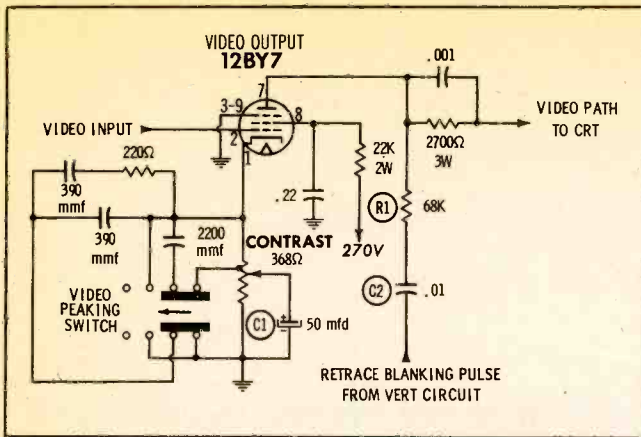 VIDEO OUTPUT
12BY7
.001
7
3-9
8
2
1
VIDEO INPUT
VIDEO PATH
TO CRT
2700Ω
3W
220Ω
22K
2W
390
mmf
.22
R1
68K
390
mmf
2200
mmf
CONTRAST
368Ω
270V
C2
.01
VIDEO
PEAKING
SWITCH
C1
+
50 mfd
RETRACE BLANKING PULSE
FROM VERT CIRCUIT